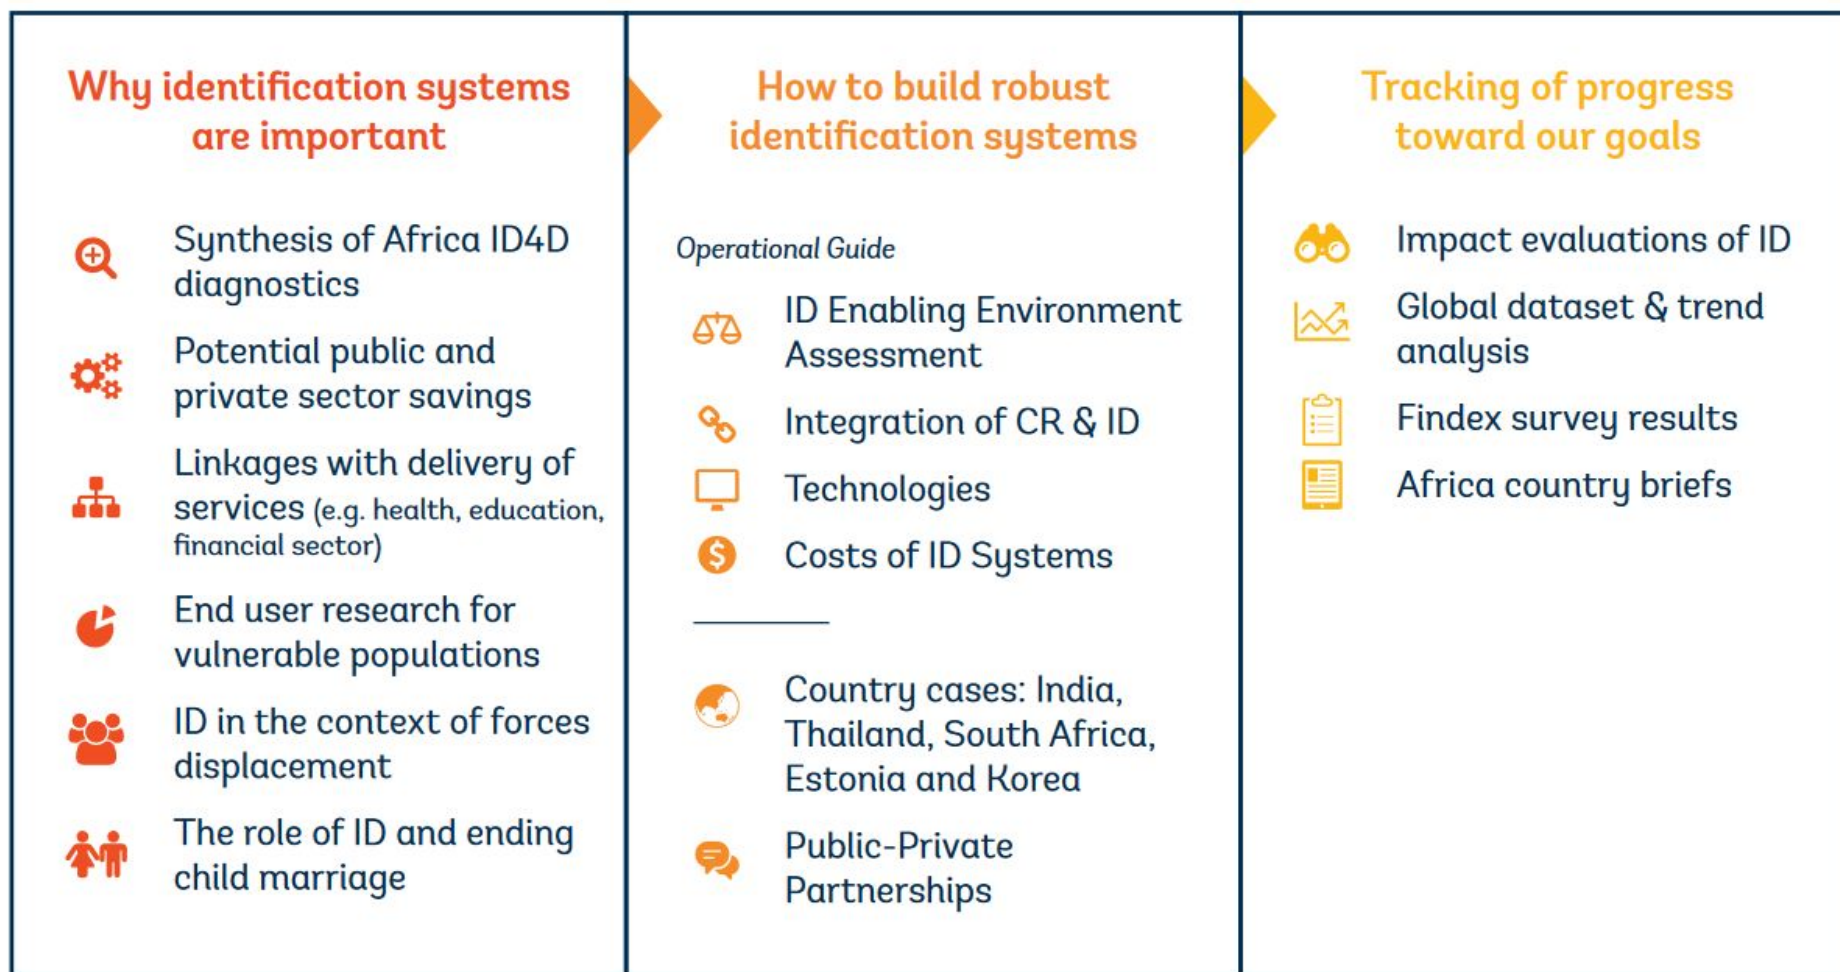 Why identification systems
are important
Synthesis of Africa ID4D
diagnostics
Potential public and
private sector savings
Linkages with delivery of
services (e.g. health, education,
financial sector)
End user research for
vulnerable populations
ID in the context of forces
displacement
The role of ID and ending
child marriage
How to build robust
identification systems
Operational Guide
ID Enabling Environment
Assessment
Integration of CR & ID
Technologies
Costs of ID Systems
Country cases: India,
Thailand, South Africa,
Estonia and Korea
Public-Private
Partnerships
Tracking of progress
toward our goals
Impact evaluations of ID
Global dataset & trend
analysis
Findex survey results
Africa country briefs